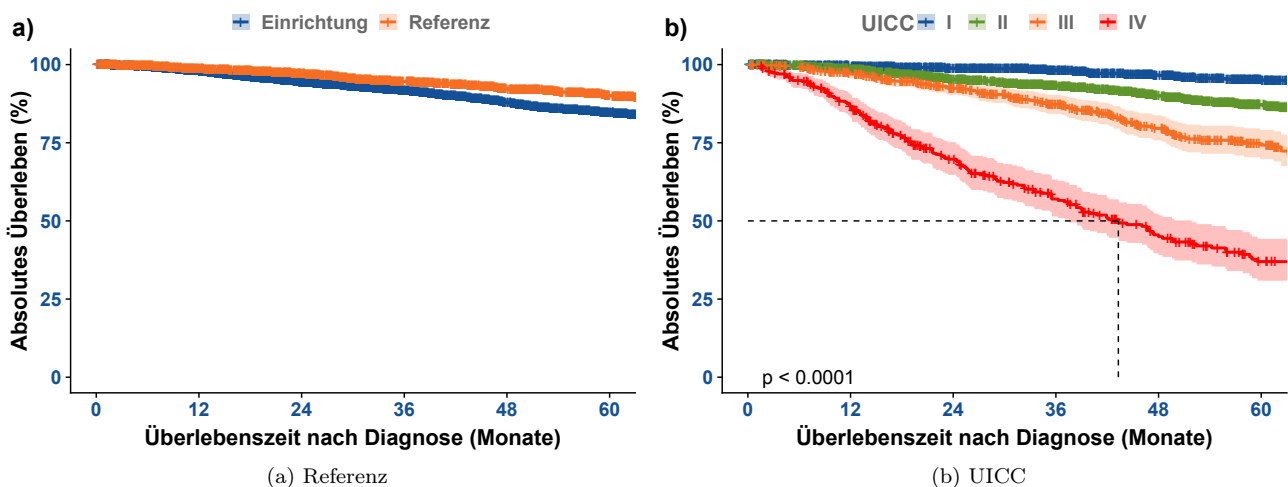 a)
Einrichtung Referenz
Absolutes Überleben (%)
100
75
50
25
0
0 12 24 36 48 60
Überlebenszeit nach Diagnose (Monate)
(a) Referenz
b)
UICC I II III IV
Absolutes Überleben (%)
100
75
50
25
0
p < 0.0001
0 12 24 36 48 60
Überlebenszeit nach Diagnose (Monate)
(b) UICC